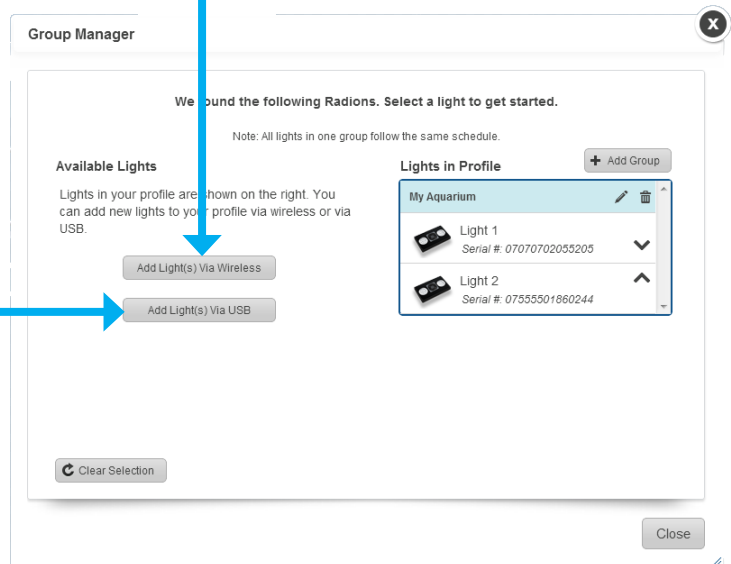 Group Manager
X
We ound the following Radions. Select a light to get started.
Note: All lights in one group follow the same schedule.
Available Lights
Lights in your profile are shown on the right. You
can add new lights to your profile via wireless or via
USB.
Add Light(s) Via Wireless
Add Light(s) Via USB
Clear Selection
Lights in Profile
+ Add Group
My Aquarium
Light 1
Serial #: 07070702055205
Light 2
Serial #: 07555501860244
Close